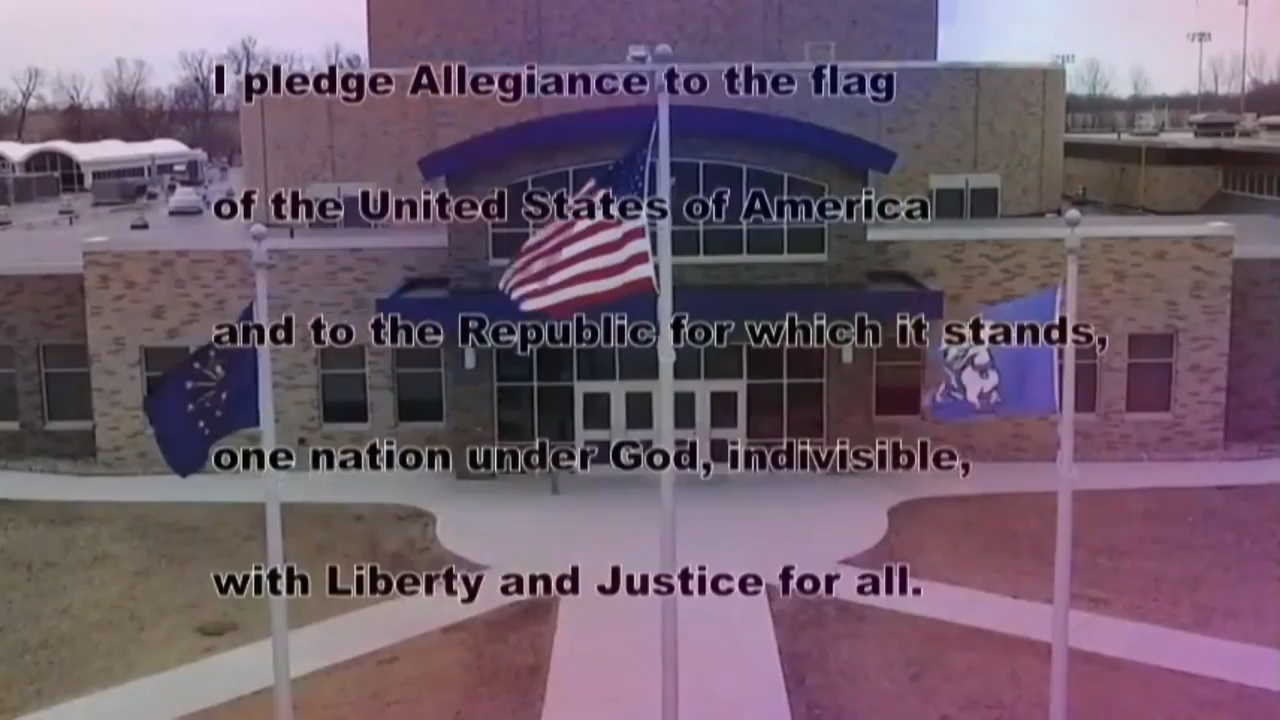 I pledge Allegiance to the flag
of the United States of America
and to the Republic for which it stands,
one nation under God, indivisible,
with Liberty and Justice for all.